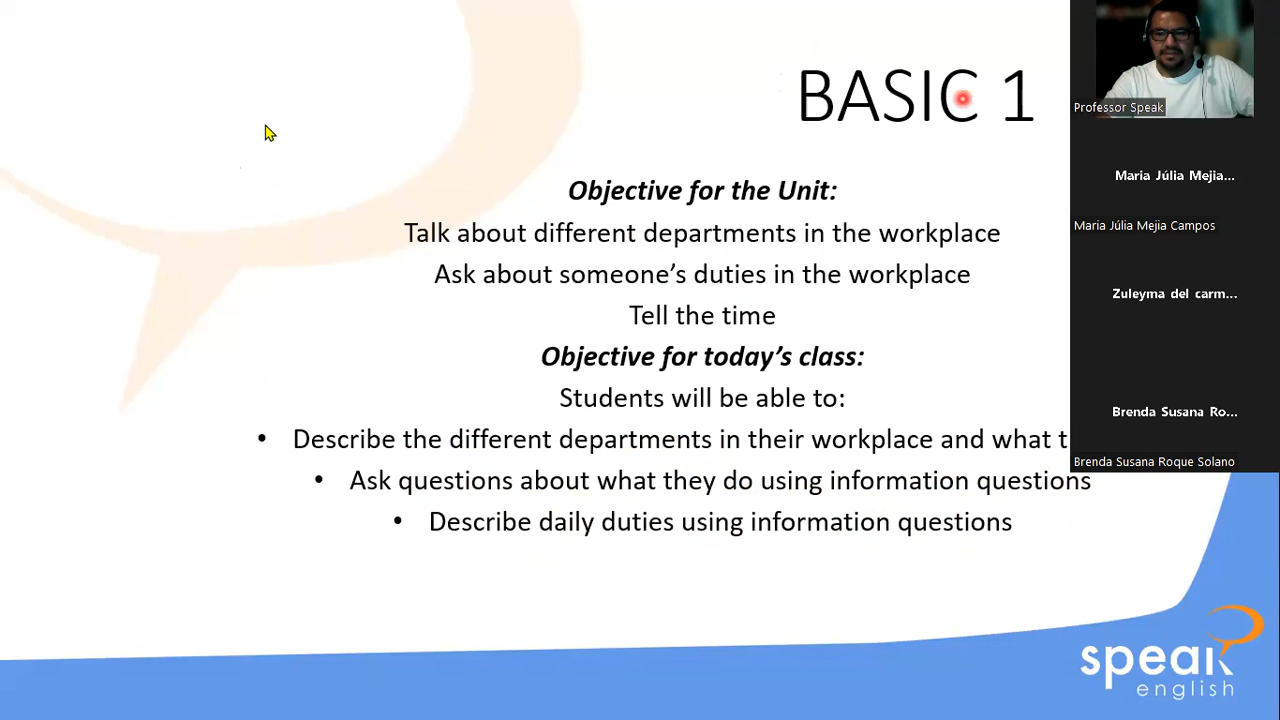 BASIC 1
Objective for the Unit:
Talk about different departments in the workplace
Ask about someone's duties in the workplace
Tell the time
Objective for today's class:
Students will be able to:
• Describe the different departments in their workplace and what t
• Ask questions about what they do using information questions
• Describe daily duties using information questions
Professor Speak
Maria Júlia Mejia...
Maria Júlia Mejia Campos
Zuleyma del carm...
Brenda Susana Ro...
Brenda Susana Roque Solano
speak
english